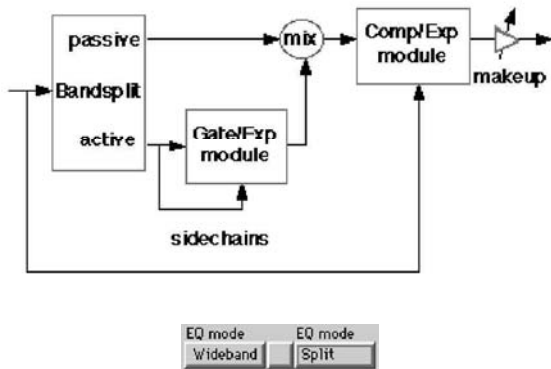 passive
mix
Comp/Exp
module
makeup
Bandsplit
active
Gate/Exp
module
sidechains
EQ mode EQ mode
Wideband Split